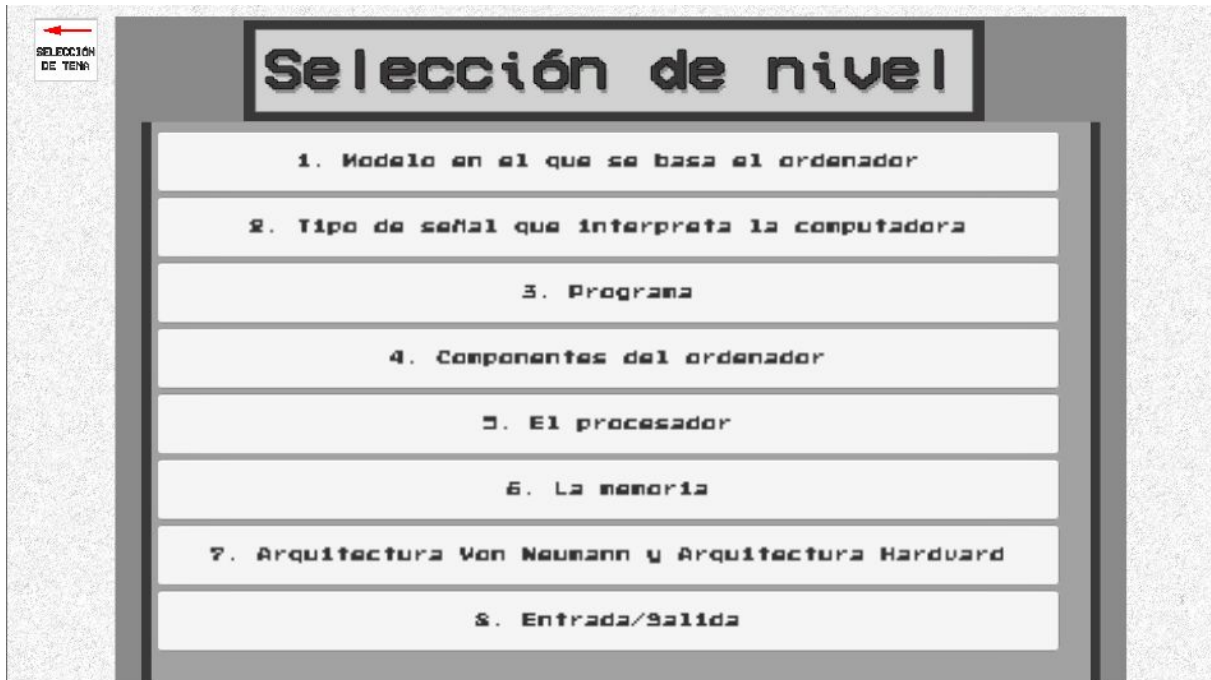 SELECCIÓN
DE TEMA
Selección de nivel
1. Modelo en el que se basa el ordenador
2. Tipo de señal que interpreta la computadora
3. Programa
4. Componentes del ordenador
5. El procesador
6. La memoria
7. Arquitectura Von Neumann y Arquitectura Hardvard
8. Entrada/Salida